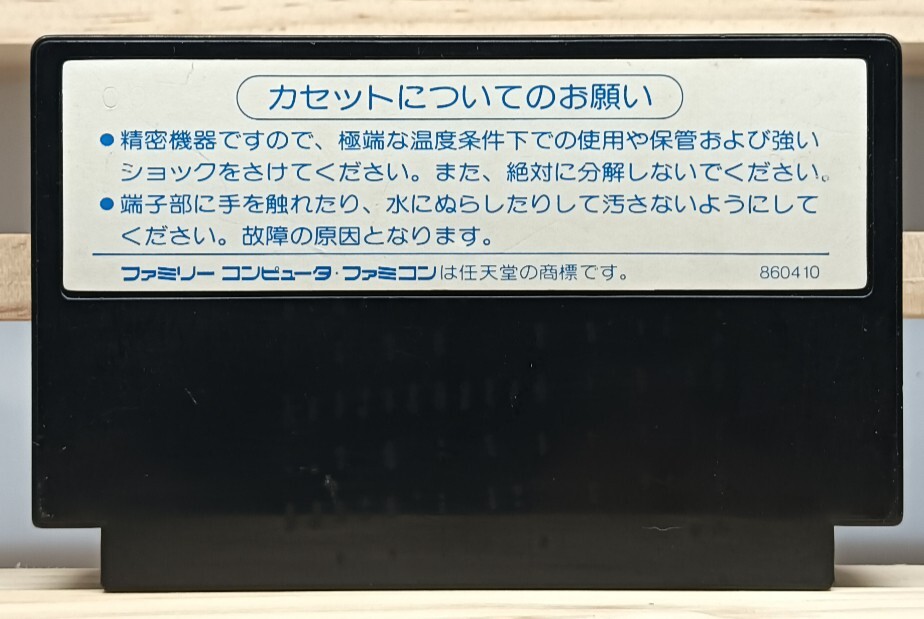 カセットについてのお願い
●精密機器ですので、極端な温度条件下での使用や保管および強い
ショックをさけてください。また、絶対に分解しないでください。
●端子部に手を触れたり、水にぬらしたりして汚さないようにして
ください。故障の原因となります。
ファミリー コンピュータ・ファミコンは任天堂の商標です。 860410